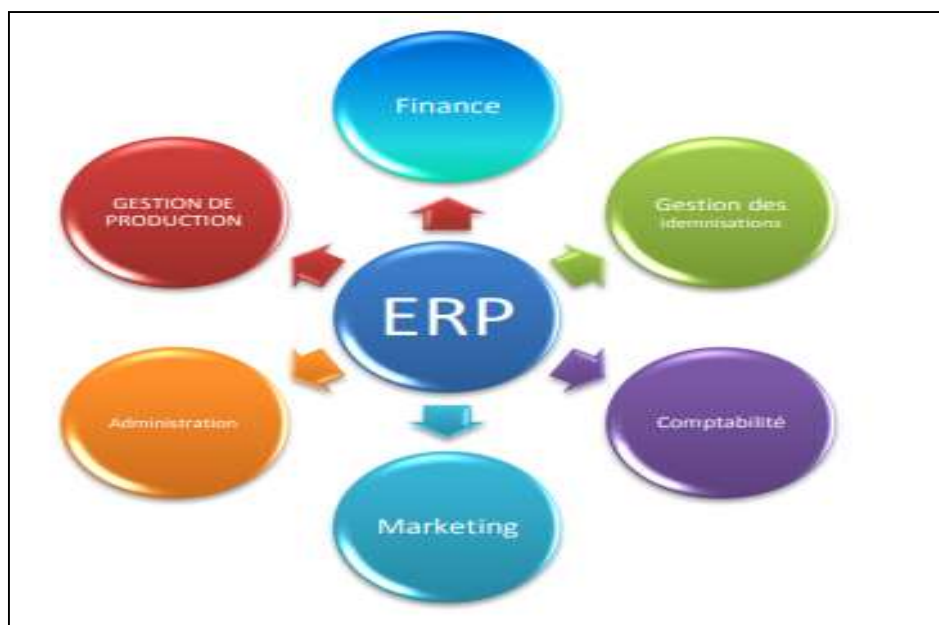 Finance
GESTION DE
PRODUCTION
Gestion des
idemnisations
ERP
Administration
Comptabilité
Marketing